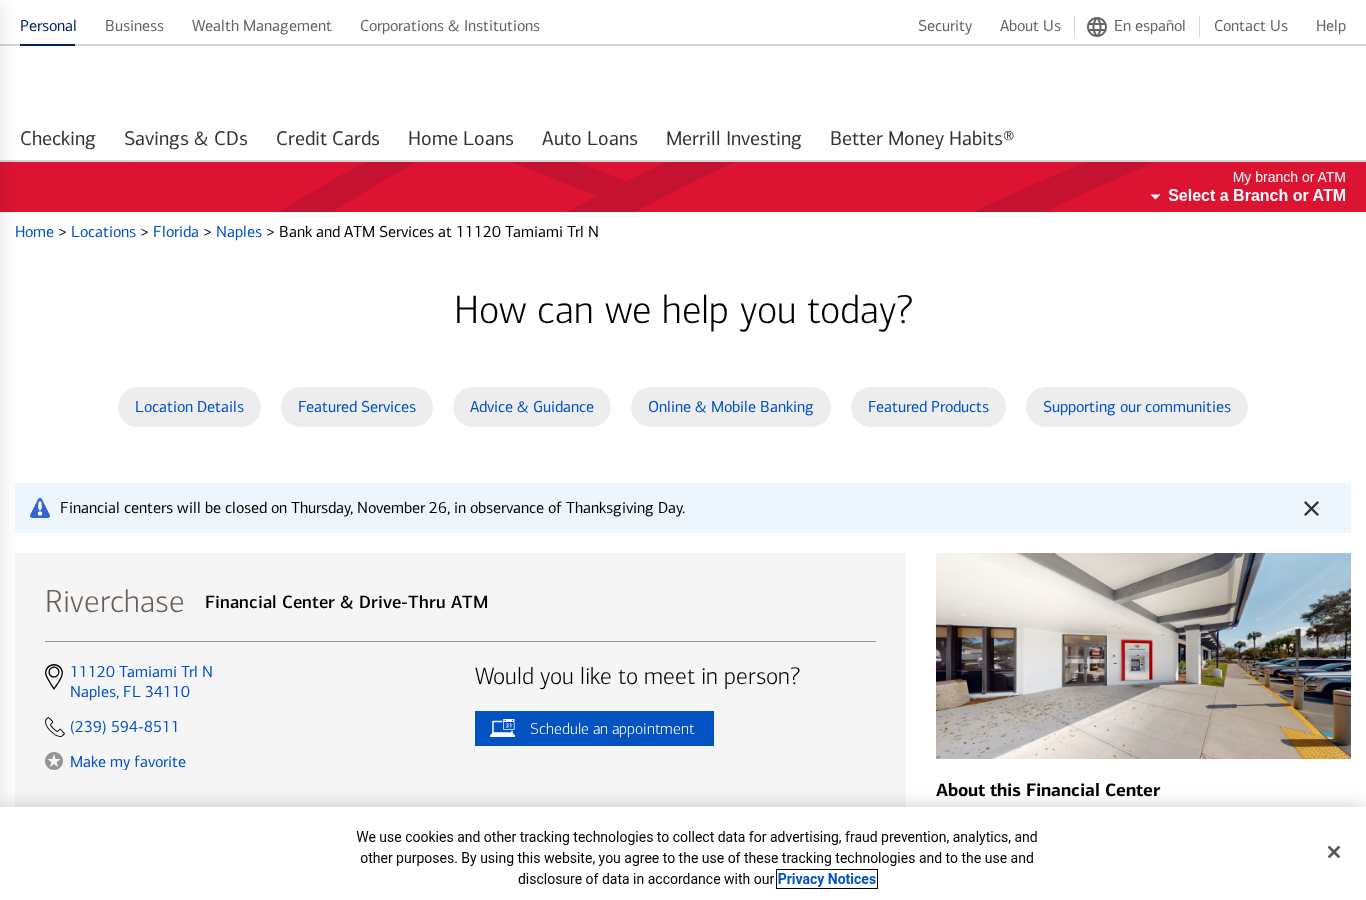 Personal Business Wealth Management Corporations & Institutions Security About Us En español Contact Us Help
Checking Savings & CDs Credit Cards Home Loans Auto Loans Merrill Investing Better Money Habits®
My branch or ATM
Select a Branch or ATM
Home > Locations > Florida > Naples > Bank and ATM Services at 11120 Tamiami Trl N
How can we help you today?
Location Details Featured Services Advice & Guidance Online & Mobile Banking Featured Products Supporting our communities
Financial centers will be closed on Thursday, November 26, in observance of Thanksgiving Day.
Riverchase Financial Center & Drive-Thru ATM
11120 Tamiami Trl N
Naples, FL 34110
(239) 594-8511
Make my favorite
Would you like to meet in person?
Schedule an appointment
About this Financial Center
We use cookies and other tracking technologies to collect data for advertising, fraud prevention, analytics, and
other purposes. By using this website, you agree to the use of these tracking technologies and to the use and
disclosure of data in accordance with our Privacy Notices